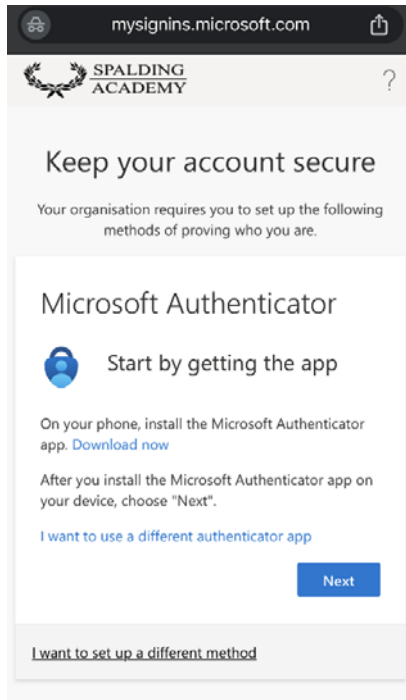 mysignins.microsoft.com
SPALDING
ACADEMY
?
Keep your account secure
Your organisation requires you to set up the following
methods of proving who you are.
Microsoft Authenticator
Start by getting the app
On your phone, install the Microsoft Authenticator
app. Download now
After you install the Microsoft Authenticator app on
your device, choose "Next".
I want to use a different authenticator app
Next
I want to set up a different method